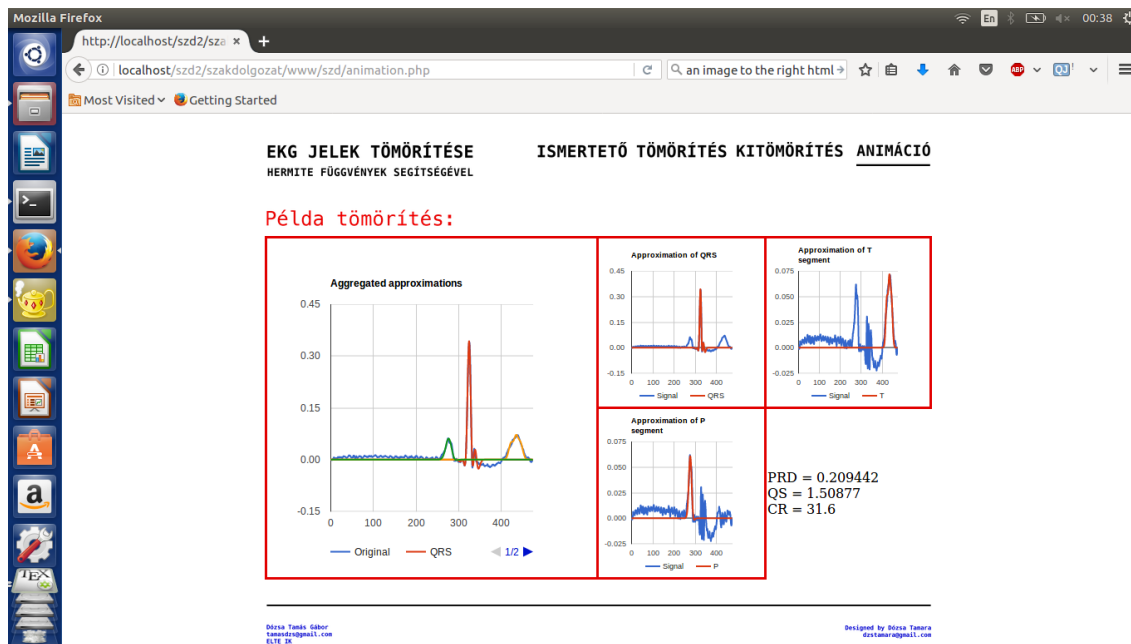 Mozilla Firefox
En
00:38
http://localhost/szd2/sza × +
localhost/szd2/szakdolgozat/www/szd/animation.php
an image to the right html
ABP
Most Visited
Getting Started
EKG JELEK TÖMÖRÍTÉSE
HERMITE FÜGGVÉNYEK SEGÍTSÉGÉVEL
ISMERTETŐ TÖMÖRÍTÉS KITÖMÖRÍTÉS ANIMÁCIÓ
Példa tömörítés:
Aggregated approximations
0.45
0.30
0.15
0.00
-0.15
0 100 200 300 400
Original QRS 1/2
Approximation of QRS
0.45
0.30
0.15
0.00
-0.15
0 100 200 300 400
Signal QRS
Approximation of T
segment
0.075
0.050
0.025
0.000
-0.025
0 100 200 300 400
Signal T
Approximation of P
segment
0.075
0.050
0.025
0.000
-0.025
0 100 200 300 400
Signal P
PRD = 0.209442
QS = 1.50877
CR = 31.6
Dózsa Tamás Gábor
tamasdzs@gmail.com
ELTE IK
Designed by Dózsa Tamara
dzstamara@gmail.com